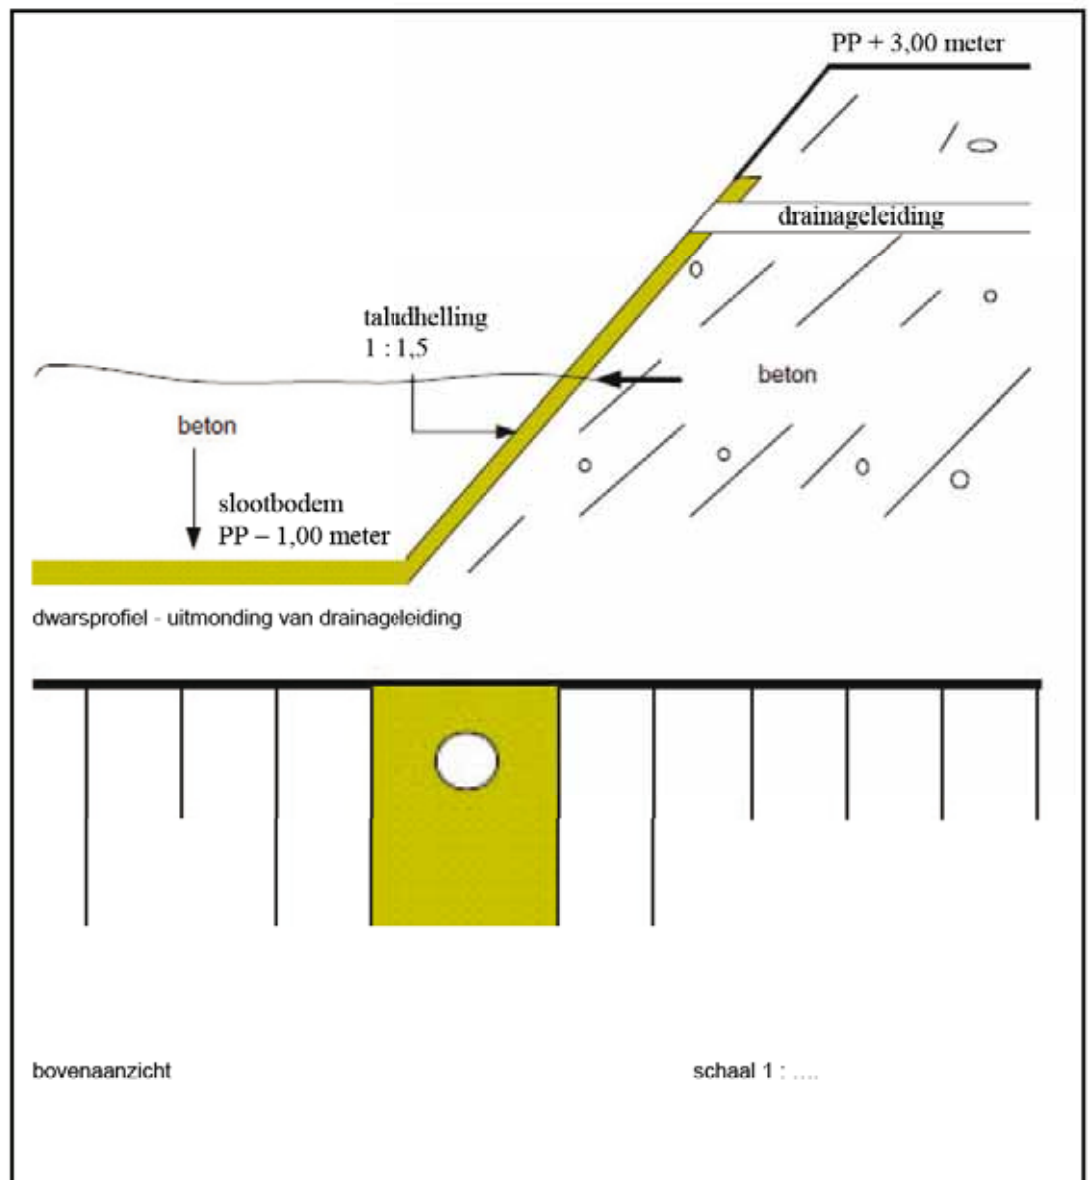 PP + 3,00 meter
drainageleiding
taludhelling
1 : 1,5
beton
beton
slootbodem
PP – 1,00 meter
dwarsprofiel - uitmonding van drainageleiding
bovenaanzicht
schaal 1 : ....